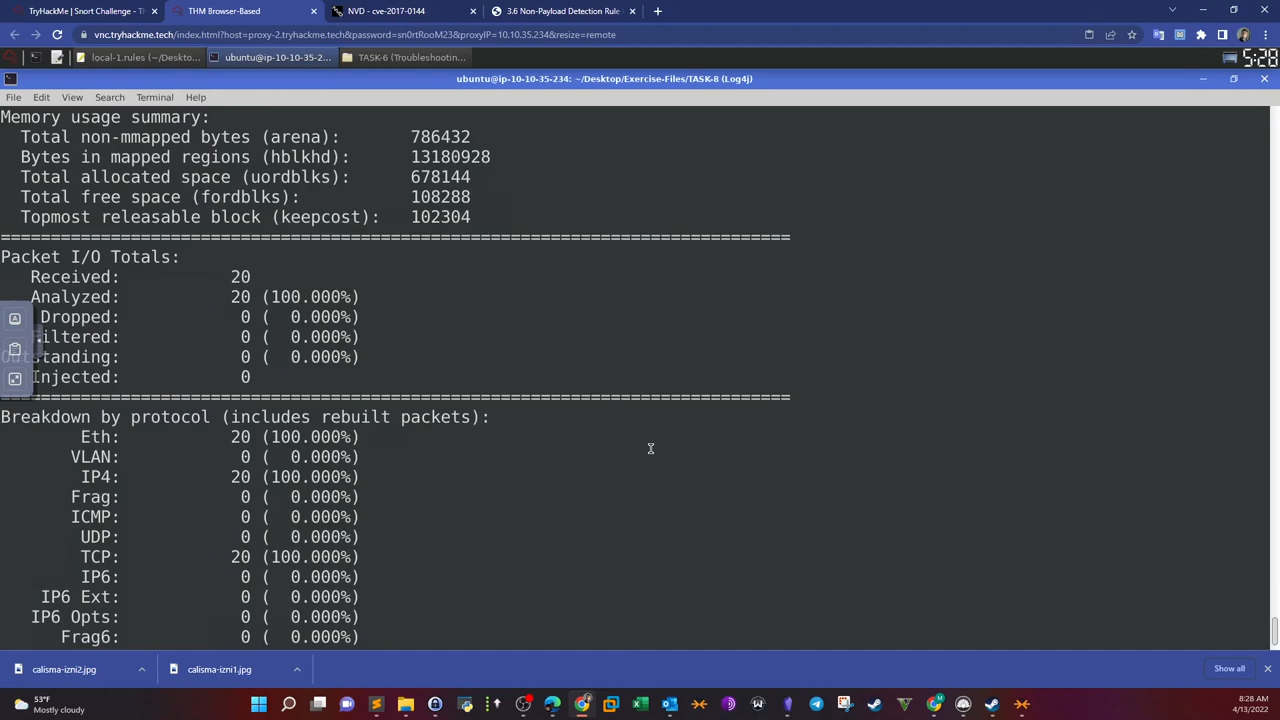 TryHackMe | Snort Challenge - TH
THM Browser-Based
NVD - cve-2017-0144
3.6 Non-Payload Detection Rule
vnc.tryhackme.tech/index.html?host=proxy-2.tryhackme.tech&password=sn0rtRooM23&proxyIP=10.10.35.234&resize=remote
local-1.rules (~/Deskto...
ubuntu@ip-10-10-35-2...
TASK-6 (Troubleshootin...
5:28
ubuntu@ip-10-10-35-234: ~/Desktop/Exercise-Files/TASK-8 (Log4j)
File Edit View Search Terminal Help
Memory usage summary:
Total non-mmapped bytes (arena): 786432
Bytes in mapped regions (hblkhd): 13180928
Total allocated space (uordblks): 678144
Total free space (fordblks): 108288
Topmost releasable block (keepcost): 102304
===============================================================================
Packet I/O Totals:
Received: 20
Analyzed: 20 (100.000%)
Dropped: 0 ( 0.000%)
iltered: 0 ( 0.000%)
Outstanding: 0 ( 0.000%)
Injected: 0
===============================================================================
Breakdown by protocol (includes rebuilt packets):
Eth: 20 (100.000%)
VLAN: 0 ( 0.000%)
IP4: 20 (100.000%)
Frag: 0 ( 0.000%)
ICMP: 0 ( 0.000%)
UDP: 0 ( 0.000%)
TCP: 20 (100.000%)
IP6: 0 ( 0.000%)
IP6 Ext: 0 ( 0.000%)
IP6 Opts: 0 ( 0.000%)
Frag6: 0 ( 0.000%)
calisma-izni2.jpg
calisma-izni1.jpg
Show all
53°F
Mostly cloudy
8:28 AM
4/13/2022